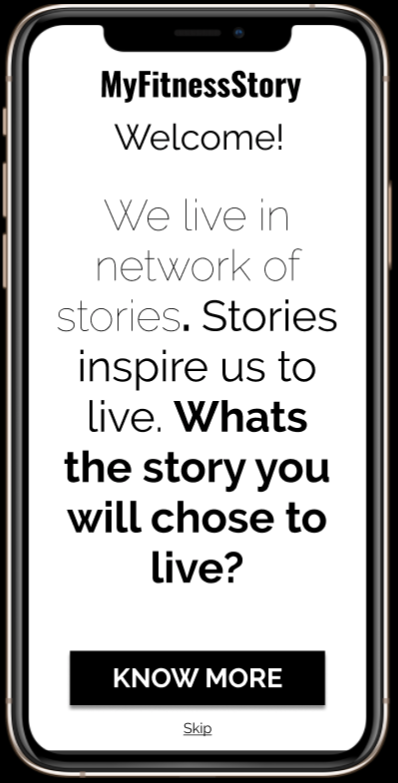 MyFitnessStory
Welcome!
We live in
network of
stories. Stories
inspire us to
live. Whats
the story you
will chose to
live?
KNOW MORE
Skip